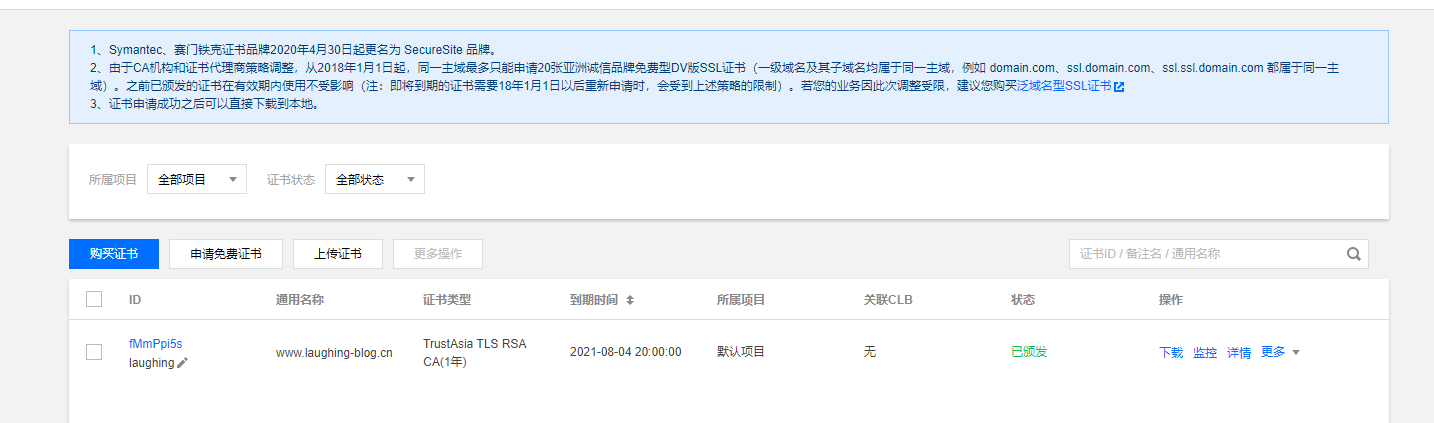 1、Symantec、赛门铁克证书品牌2020年4月30日起更名为 SecureSite 品牌。
2、由于CA机构和证书代理商策略调整，从2018年1月1日起，同一主域最多只能申请20张亚洲诚信品牌免费型DV版SSL证书（一级域名及其子域名均属于同一主域，例如 domain.com、ssl.domain.com、ssl.ssl.domain.com 都属于同一主
域）。之前已颁发的证书在有效期内使用不受影响（注：即将到期的证书需要18年1月1日以后重新申请时，会受到上述策略的限制）。若您的业务因此次调整受限，建议您购买泛域名型SSL证书
3、证书申请成功之后可以直接下载到本地。
所属项目 全部项目 证书状态 全部状态
购买证书 申请免费证书 上传证书 更多操作 证书ID / 备注名 / 通用名称
ID 通用名称 证书类型 到期时间 所属项目 关联CLB 状态 操作
fMmPpi5s
laughing
www.laughing-blog.cn
TrustAsia TLS RSA
CA(1年)
2021-08-04 20:00:00
默认项目
无
已颁发
下载 监控 详情 更多